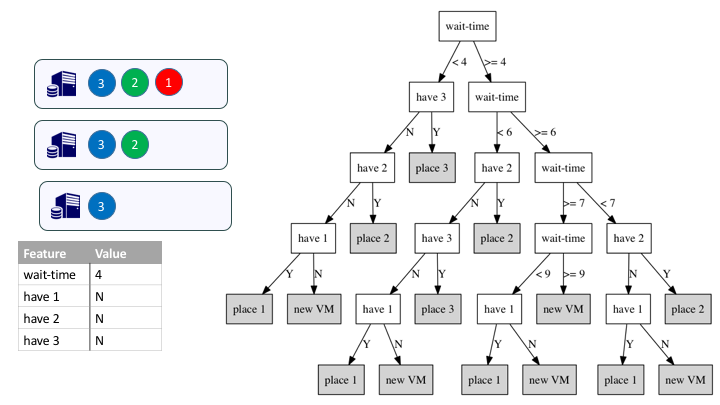 wait-time
< 4 >= 4
3 2 1
have 3 wait-time
N Y < 6 >= 6
3 2
have 2 place 3 have 2 wait-time
N Y N Y >= 7 < 7
3
have 1 place 2 have 3 place 2 wait-time have 2
Feature Value
wait-time 4
have 1 N
have 2 N
have 3 N
Y N N Y < 9 >= 9 N Y
place 1 new VM have 1 place 3 have 1 new VM have 1 place 2
Y N Y N Y N
place 1 new VM place 1 new VM place 1 new VM